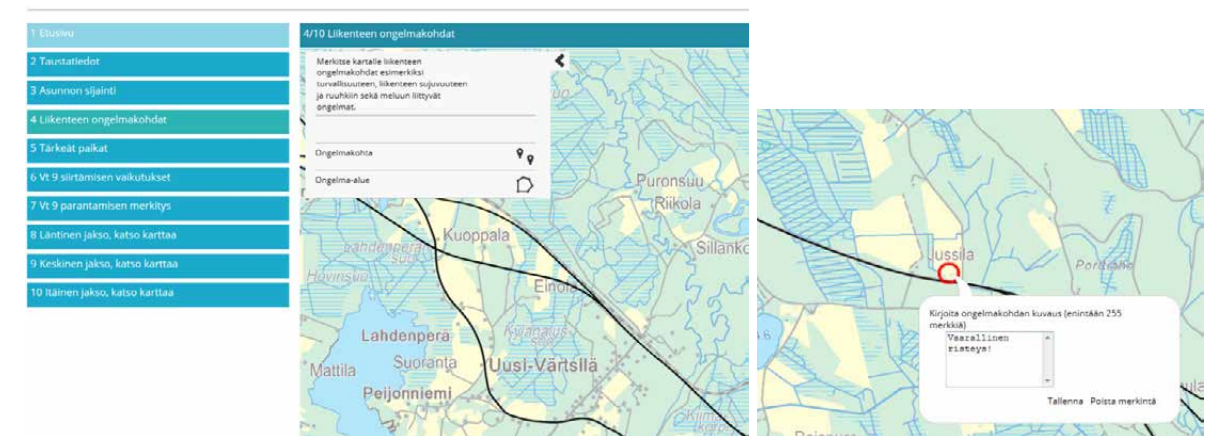 1 Etusivu
2 Taustatiedot
3 Asunnon sijainti
4 Liikenteen ongelmakohdat
5 Tärkeät paikat
6 Vt 9 siirtämisen vaikutukset
7 Vt 9 parantamisen merkitys
8 Läntinen jakso, katso karttaa
9 Keskinen jakso, katso karttaa
10 Itäinen jakso, katso karttaa
4/10 Liikenteen ongelmakohdat
Merkitse kartalle liikenteen
ongelmakohdat esimerkiksi
turvallisuuteen, liikenteen sujuvuuteen
ja ruuhkiin sekä meluun liittyvät
ongelmat.
Ongelmakohta
Ongelma-alue
Puronsuu
Riikola
Kuoppala
Sillanko
Lahdenperä
suo
Hovinsuo
Einola
Lahdenperä
Suoranta
Uusi-Värtsilä
Mattila
Peijonniemi
Jussila
Kirjoita ongelmakohdan kuvaus (enintään 255
merkkiä)
Vaarallinen
risteys!
Tallenna Poista merkintä